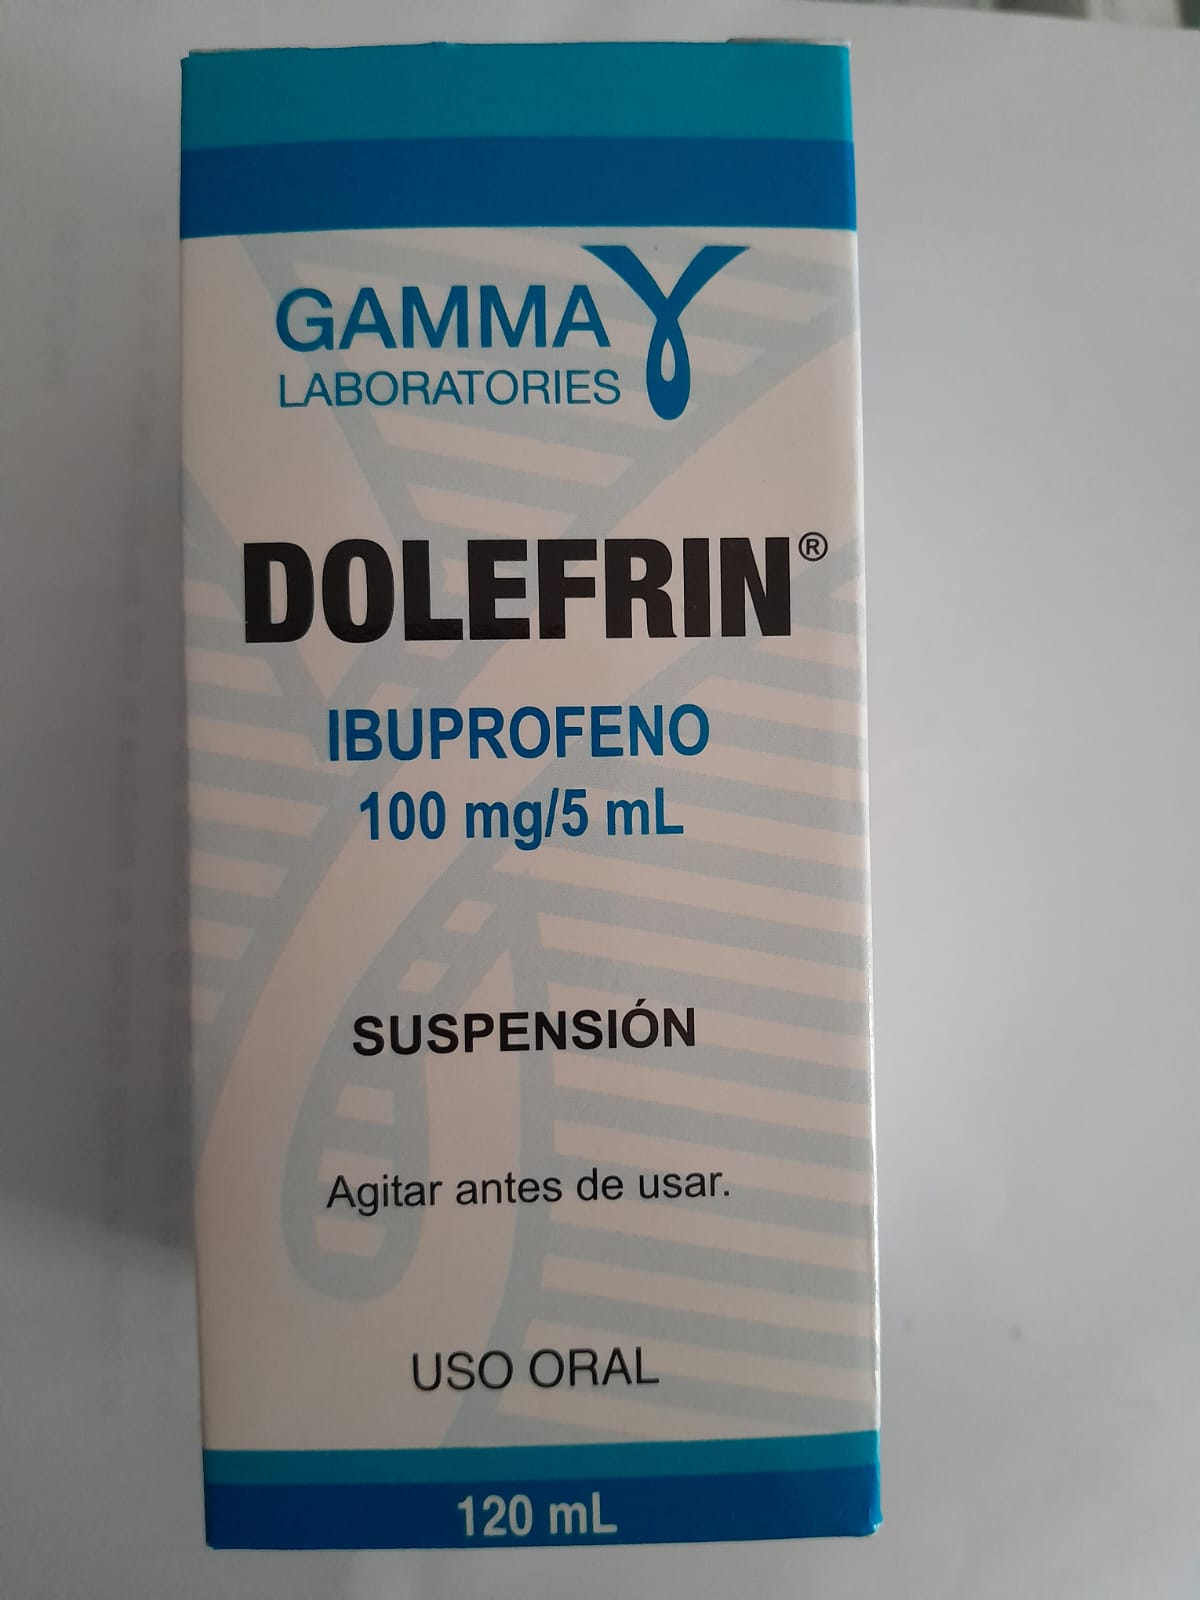 GAMMA
LABORATORIES
DOLEFRIN®
IBUPROFENO
100 mg/5 mL
SUSPENSIÓN
Agitar antes de usar.
USO ORAL
120 mL